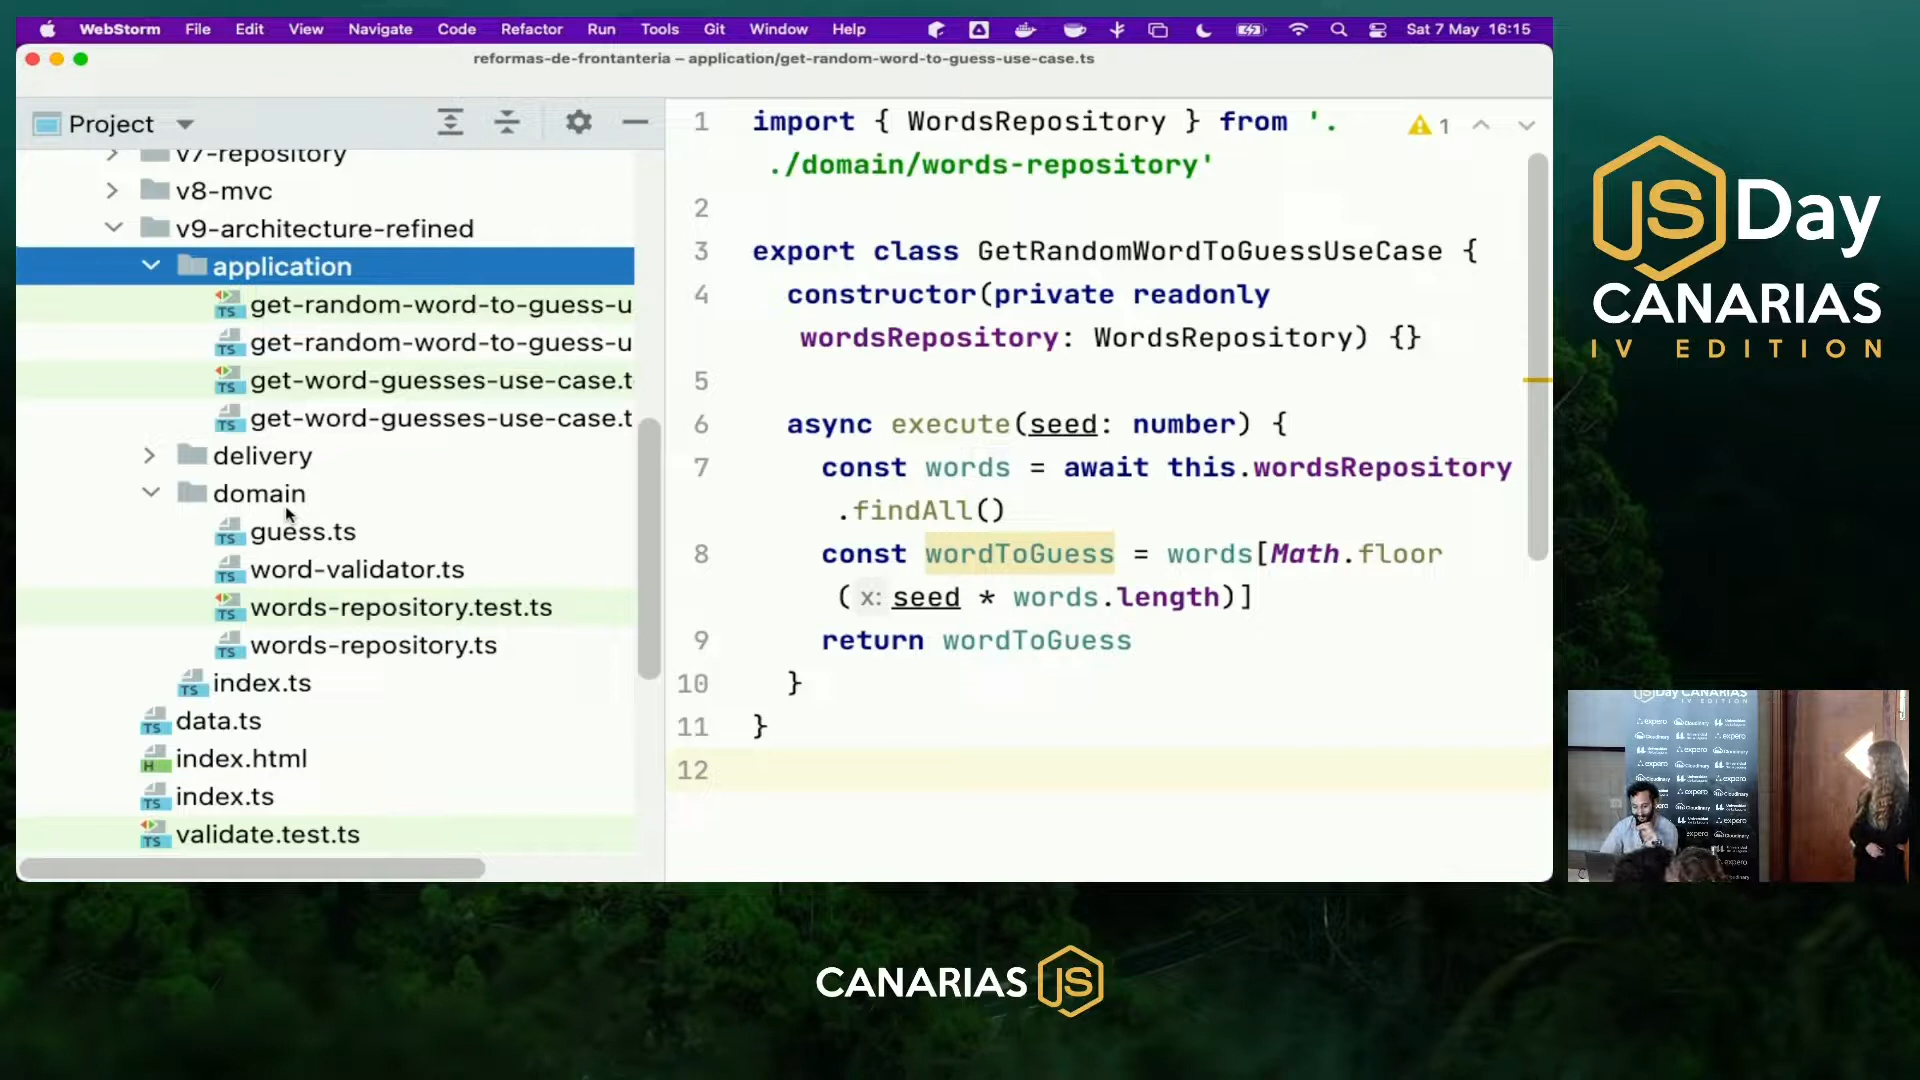 WebStorm File Edit View Navigate Code Refactor Run Tools Git Window Help Sat 7 May 16:15
reformas-de-frontanteria – application/get-random-word-to-guess-use-case.ts
Project
v7-repository
v8-mvc
v9-architecture-refined
application
get-random-word-to-guess-u
get-random-word-to-guess-u
get-word-guesses-use-case.t
get-word-guesses-use-case.t
delivery
domain
guess.ts
word-validator.ts
words-repository.test.ts
words-repository.ts
index.ts
data.ts
index.html
index.ts
validate.test.ts
1 import { WordsRepository } from '.
./domain/words-repository'
2
3 export class GetRandomWordToGuessUseCase {
4 constructor(private readonly
wordsRepository: WordsRepository) {}
5
6 async execute(seed: number) {
7 const words = await this.wordsRepository
.findAll()
8 const wordToGuess = words[Math.floor
( x: seed * words.length)]
9 return wordToGuess
10 }
11 }
12
1
JS Day
CANARIAS
IV EDITION
JSDay CANARIAS
IV EDITION
expero Cloudinary
CANARIAS JS